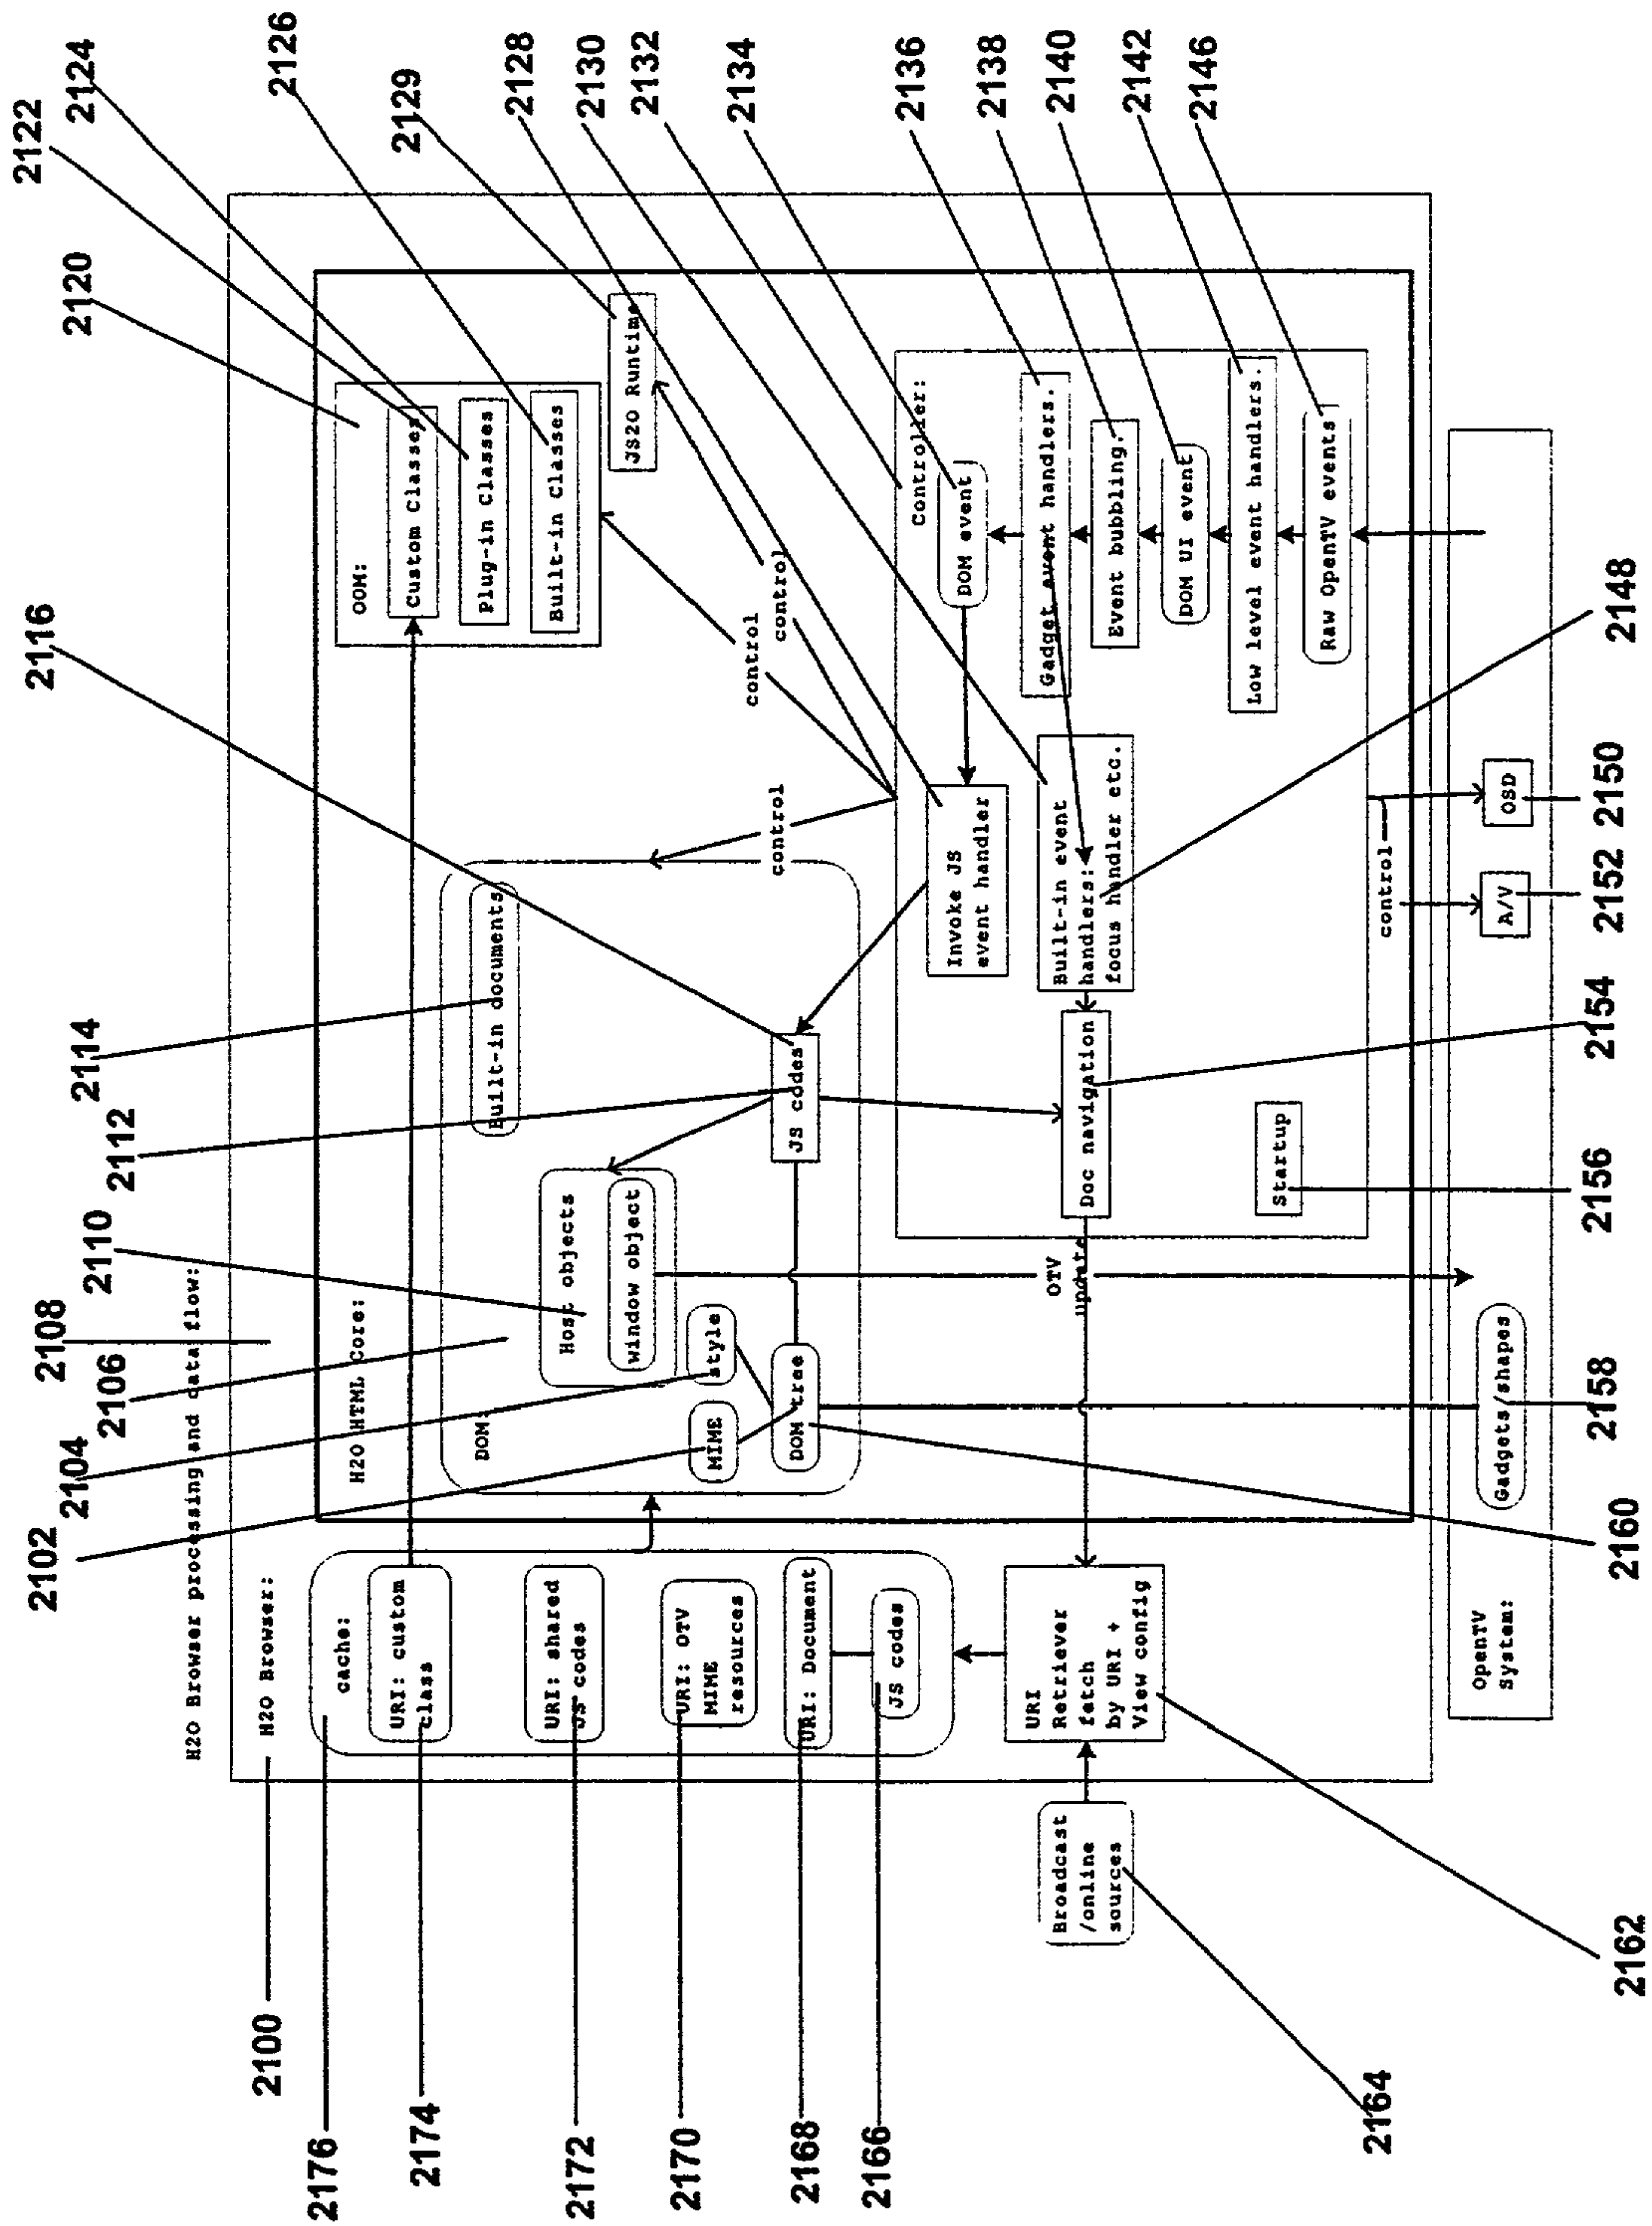 H2O Browser processing and data flow:
H2O Browser:
cache:
URI: custom
class
URI: shared
JS codes
URI: OTV
MIME
resources
URI: Document
JS codes
URI
Retriever
fetch
by URI +
View config
Broadcast
/online
sources
H2O HTML Core:
DOM:
Host objects
window object
MIME
style
DOM tree
JS codes
Built-in documents
OOM:
Custom Classes
Plug-in Classes
Built-in Classes
JS2O Runtime
control
control
control
Controller:
DOM event
Gadget event handlers.
Event bubbling.
DOM UI event
Low level event handlers.
Raw OpenTV events
Invoke JS
event handler
Built-in event
handlers:
focus handler etc.
Doc navigation
Startup
OTV
update
control
OpenTV
System:
Gadgets/shapes
A/V
OSD
2100
2102
2104
2106
2108
2110
2112
2114
2116
2120
2122
2124
2126
2129
2128
2130
2132
2134
2136
2138
2140
2142
2146
2148
2150
2152
2154
2156
2158
2160
2162
2164
2166
2168
2170
2172
2174
2176